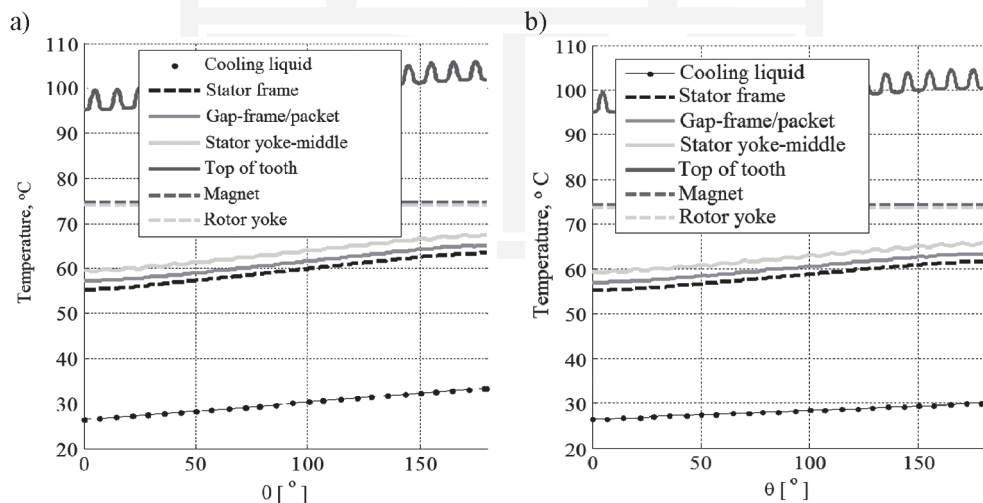 a)
110
100
90
80
70
60
50
40
30
20
Temperature, °C
Cooling liquid
Stator frame
Gap-frame/packet
Stator yoke-middle
Top of tooth
Magnet
Rotor yoke
0
50
100
150
θ [ ° ]
b)
110
100
90
80
70
60
50
40
30
20
Temperature, ° C
Cooling liquid
Stator frame
Gap-frame/packet
Stator yoke-middle
Top of tooth
Magnet
Rotor yoke
0
50
100
150
θ [ ° ]